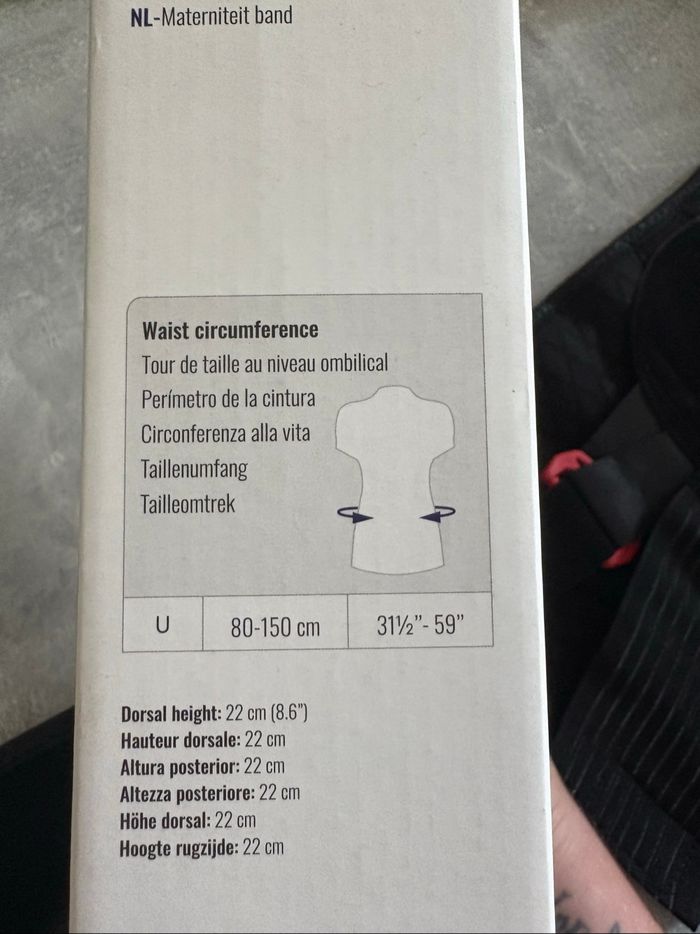 NL-Materniteit band
Waist circumference
Tour de taille au niveau ombilical
Perímetro de la cintura
Circonferenza alla vita
Taillenumfang
Tailleomtrek
U 80-150 cm 31½”- 59”
Dorsal height: 22 cm (8.6”)
Hauteur dorsale: 22 cm
Altura posterior: 22 cm
Altezza posteriore: 22 cm
Höhe dorsal: 22 cm
Hoogte rugzijde: 22 cm